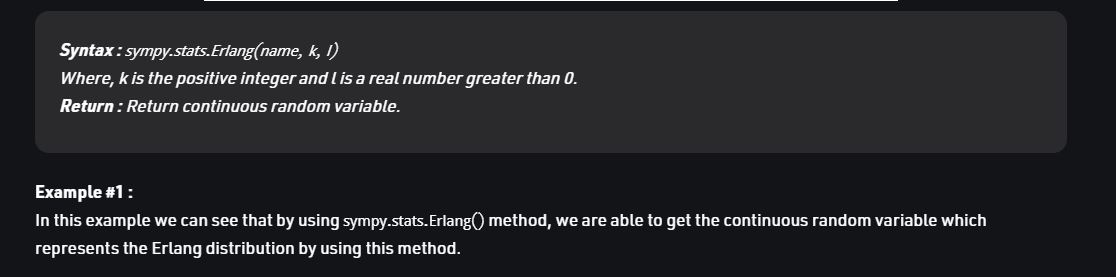 Syntax : sympy.stats.Erlang(name, k, l)
Where, k is the positive integer and l is a real number greater than 0.
Return : Return continuous random variable.
Example #1 :
In this example we can see that by using sympy.stats.Erlang() method, we are able to get the continuous random variable which
represents the Erlang distribution by using this method.